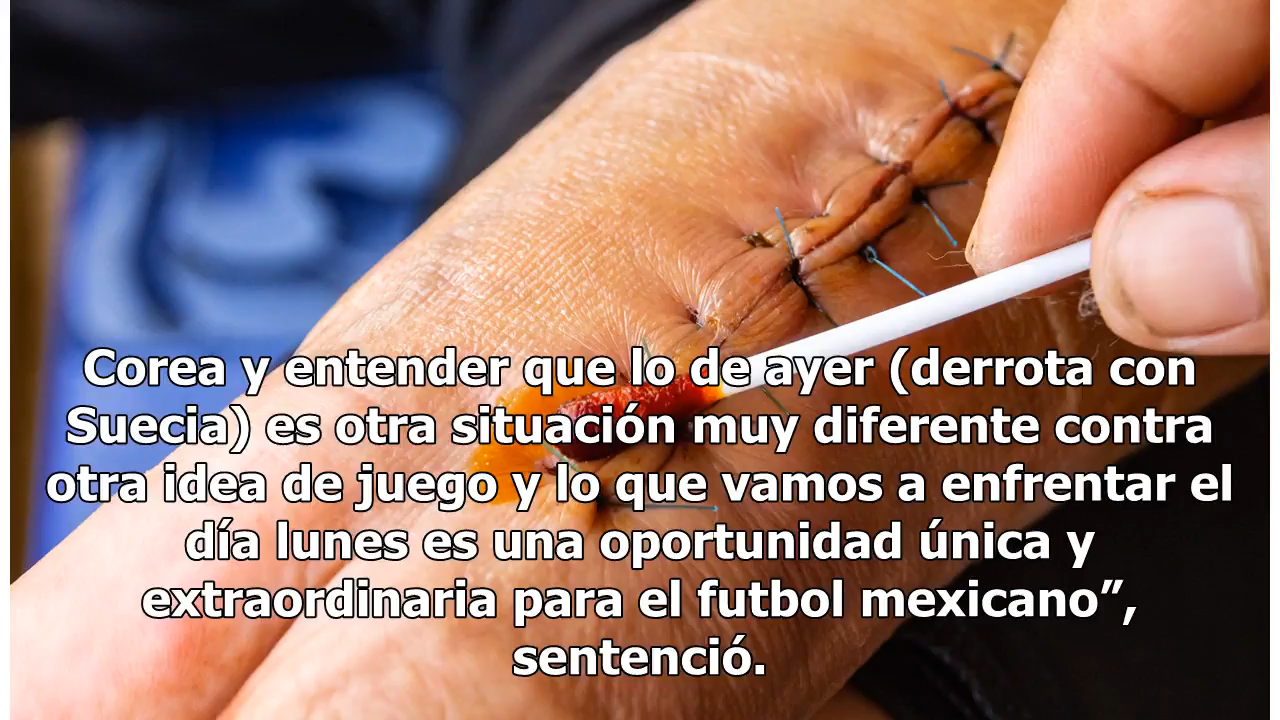 Corea y entender que lo de ayer (derrota con
Suecia) es otra situación muy diferente contra
otra idea de juego y lo que vamos a enfrentar el
día lunes es una oportunidad única y
extraordinaria para el futbol mexicano”,
sentenció.